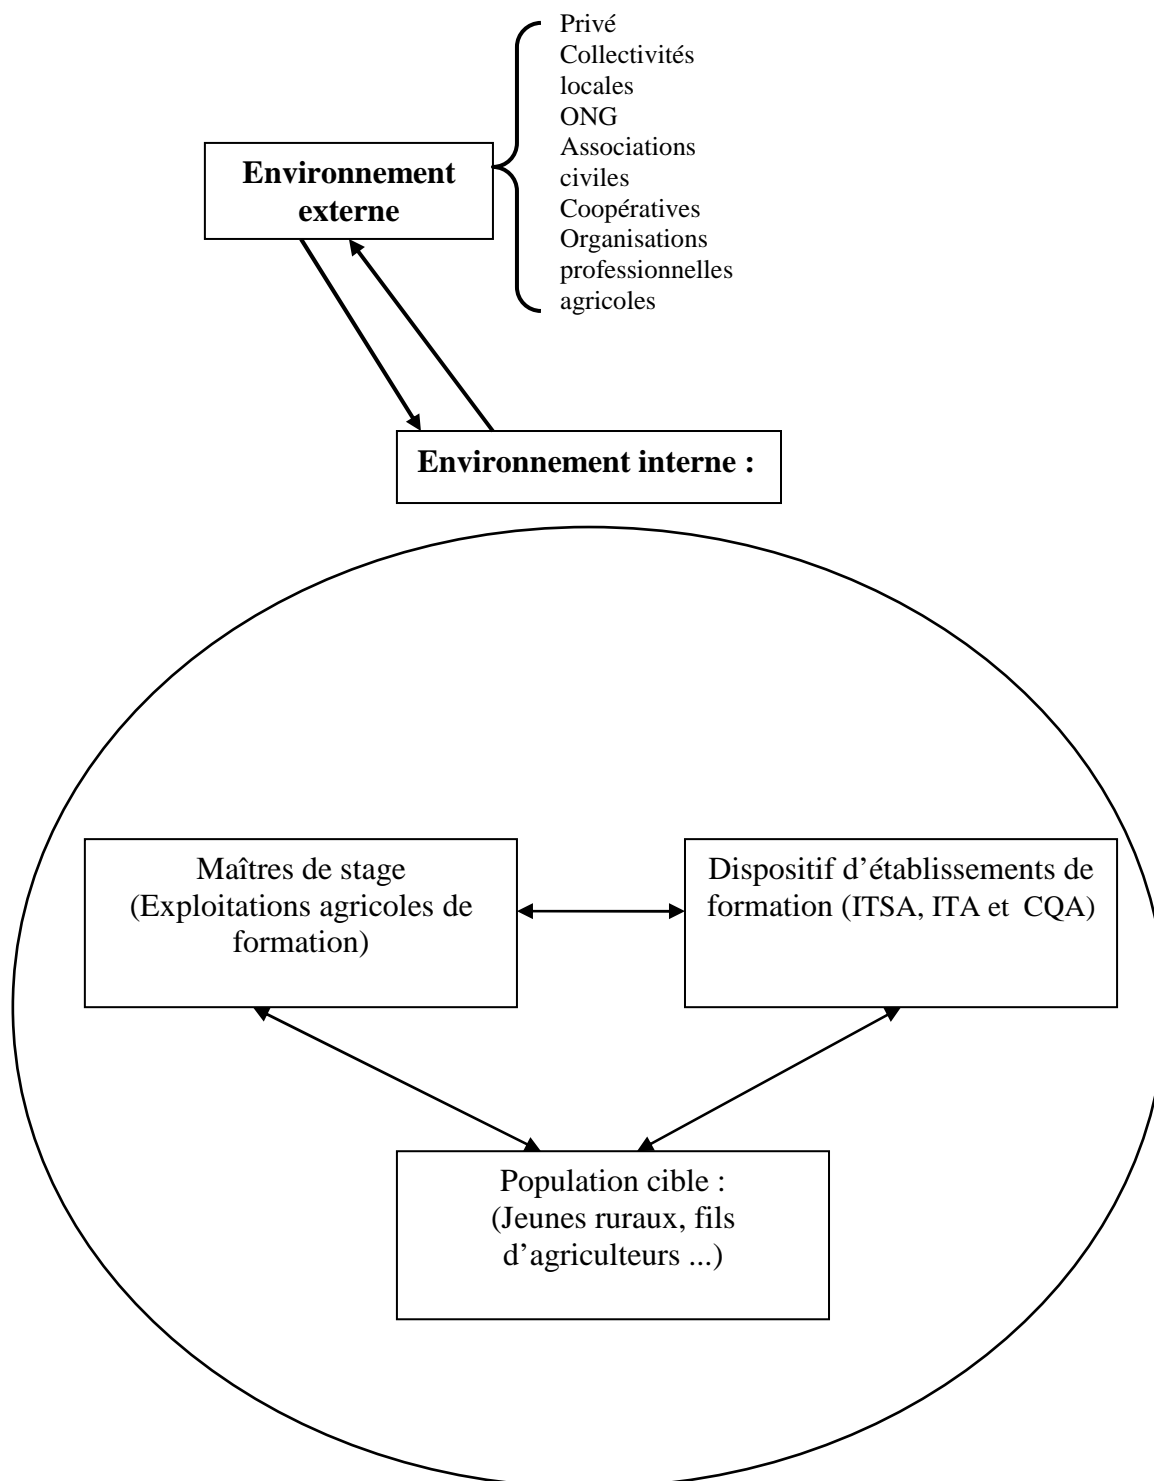 Privé
Collectivités
locales
ONG
Associations
civiles
Coopératives
Organisations
professionnelles
agricoles
Environnement
externe
Environnement interne :
Maîtres de stage
(Exploitations agricoles de
formation)
Dispositif d’établissements de
formation (ITSA, ITA et  CQA)
Population cible :
(Jeunes ruraux, fils
d’agriculteurs ...)